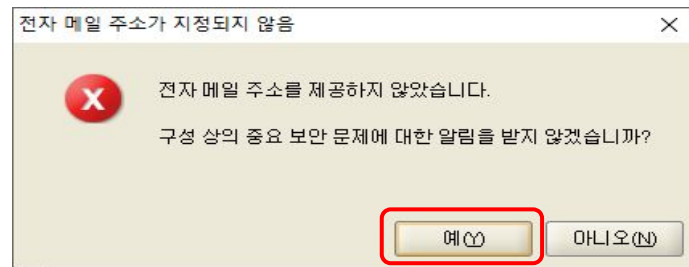 전자 메일 주소가 지정되지 않음
전자 메일 주소를 제공하지 않았습니다.
구성 상의 중요 보안 문제에 대한 알림을 받지 않겠습니까?
예(Y) 아니오(N)